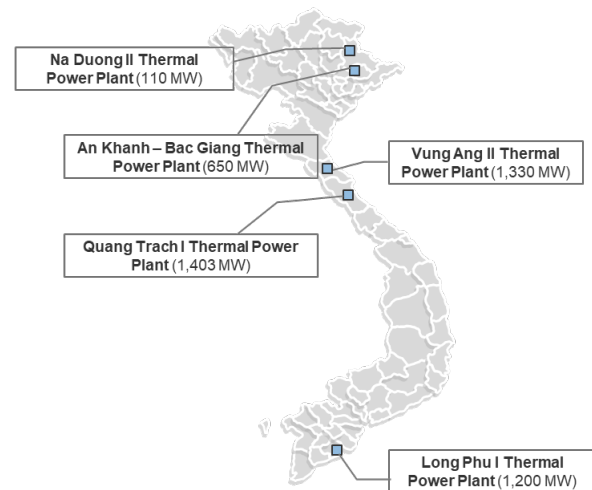 Na Duong II Thermal
Power Plant (110 MW)
An Khanh – Bac Giang Thermal
Power Plant (650 MW)
Vung Ang II Thermal
Power Plant (1,330 MW)
Quang Trach I Thermal Power
Plant (1,403 MW)
Long Phu I Thermal
Power Plant (1,200 MW)